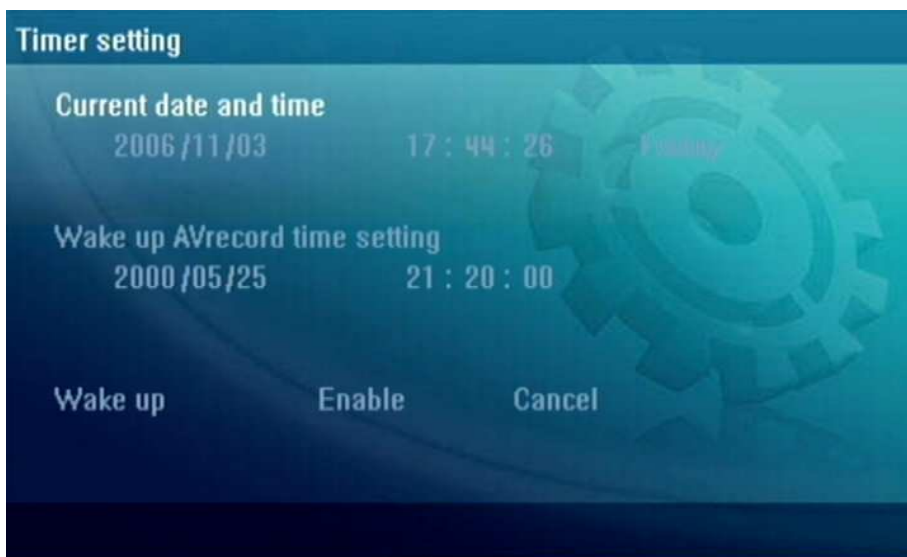 Timer setting
Current date and time
2006/11/03 17 : 44 : 26 Friday
Wake up AVrecord time setting
2000/05/25 21 : 20 : 00
Wake up Enable Cancel